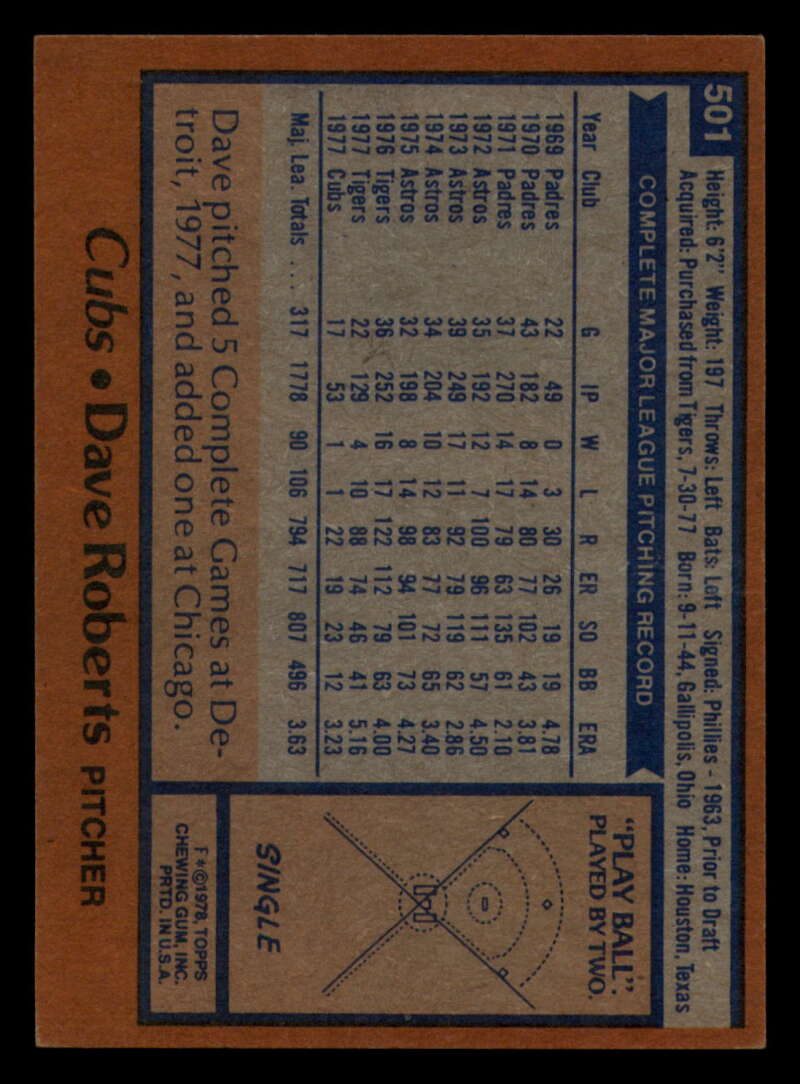 501
Height: 6'2" Weight: 197 Throws: Left Bats: Left Signed: Phillies - 1963, Prior to Draft
Acquired: Purchased from Tigers, 7-30-77 Born: 9-11-44, Gallipolis, Ohio Home: Houston, Texas
COMPLETE MAJOR LEAGUE PITCHING RECORD
Year Club G IP W L R ER SO BB ERA
1969 Padres 22 49 0 3 30 26 19 19 4.78
1970 Padres 43 182 8 14 80 77 102 43 3.81
1971 Padres 37 270 14 17 79 63 135 61 2.10
1972 Astros 35 192 12 7 100 96 111 57 4.50
1973 Astros 39 249 17 11 92 79 119 62 2.86
1974 Astros 34 204 10 12 83 77 72 65 3.40
1975 Astros 32 198 8 14 98 94 101 73 4.27
1976 Tigers 36 252 16 17 122 112 79 63 4.00
1977 Tigers 22 129 4 10 88 74 46 41 5.16
1977 Cubs 17 53 1 1 22 19 23 12 3.23
Maj. Lea. Totals ... 317 1778 90 106 794 717 807 496 3.63
Dave pitched 5 Complete Games at De-
troit, 1977, and added one at Chicago.
"PLAY BALL".
PLAYED BY TWO.
SINGLE
F*©1978, TOPPS
CHEWING GUM, INC.
PRTD. IN U.S.A.
Cubs • Dave Roberts PITCHER